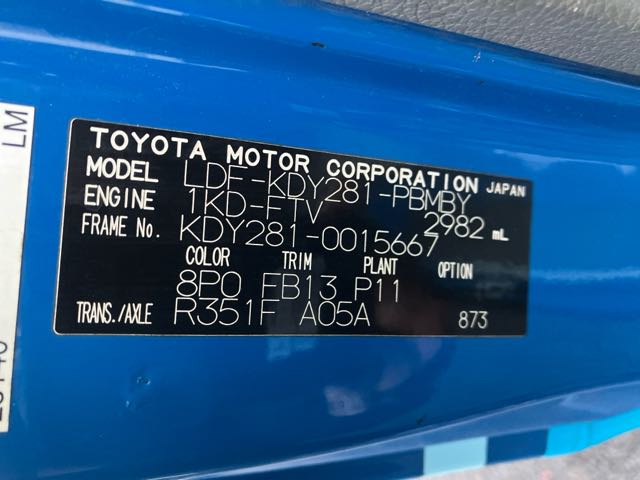 TOYOTA MOTOR CORPORATION JAPAN
MODEL LDF-KDY281-PBMBY
ENGINE 1KD-FTV 2982 mL
FRAME No. KDY281-0015667
COLOR TRIM PLANT OPTION
8P0 FB13 P11
TRANS./AXLE R351F A05A 873
LM